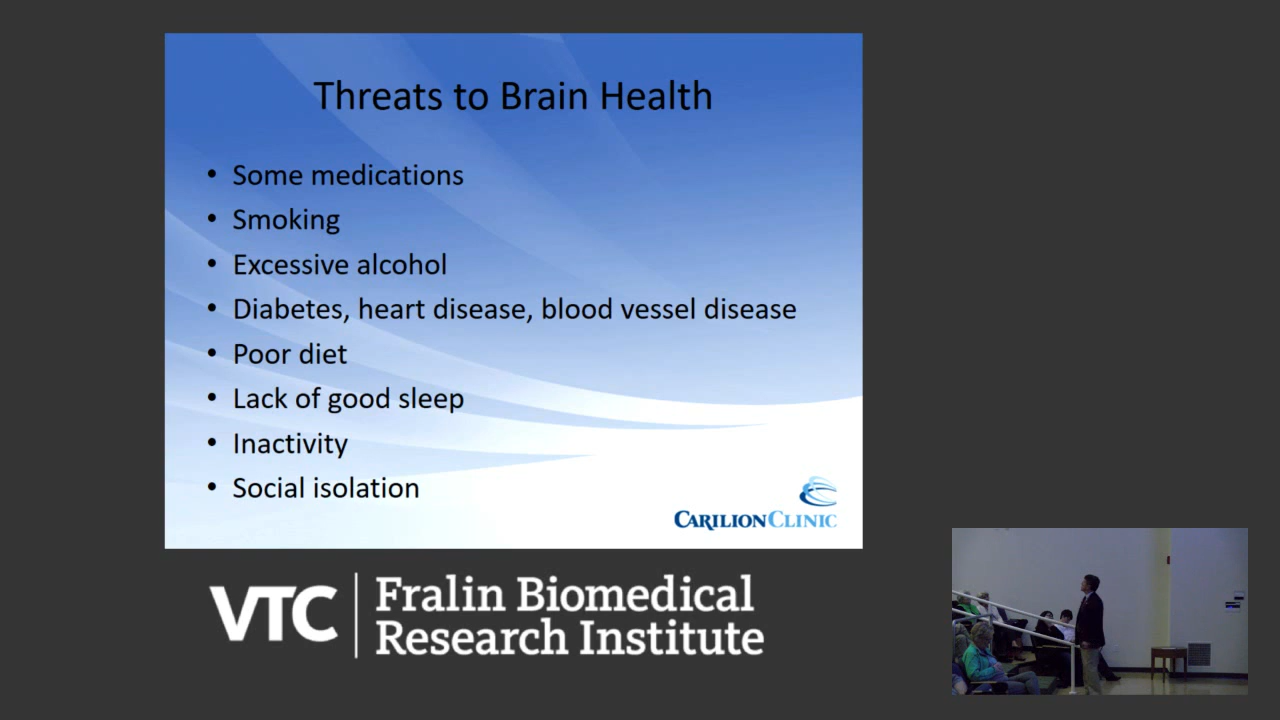 Threats to Brain Health
• Some medications
• Smoking
• Excessive alcohol
• Diabetes, heart disease, blood vessel disease
• Poor diet
• Lack of good sleep
• Inactivity
• Social isolation
CARILION CLINIC
VTC
Fralin Biomedical
Research Institute